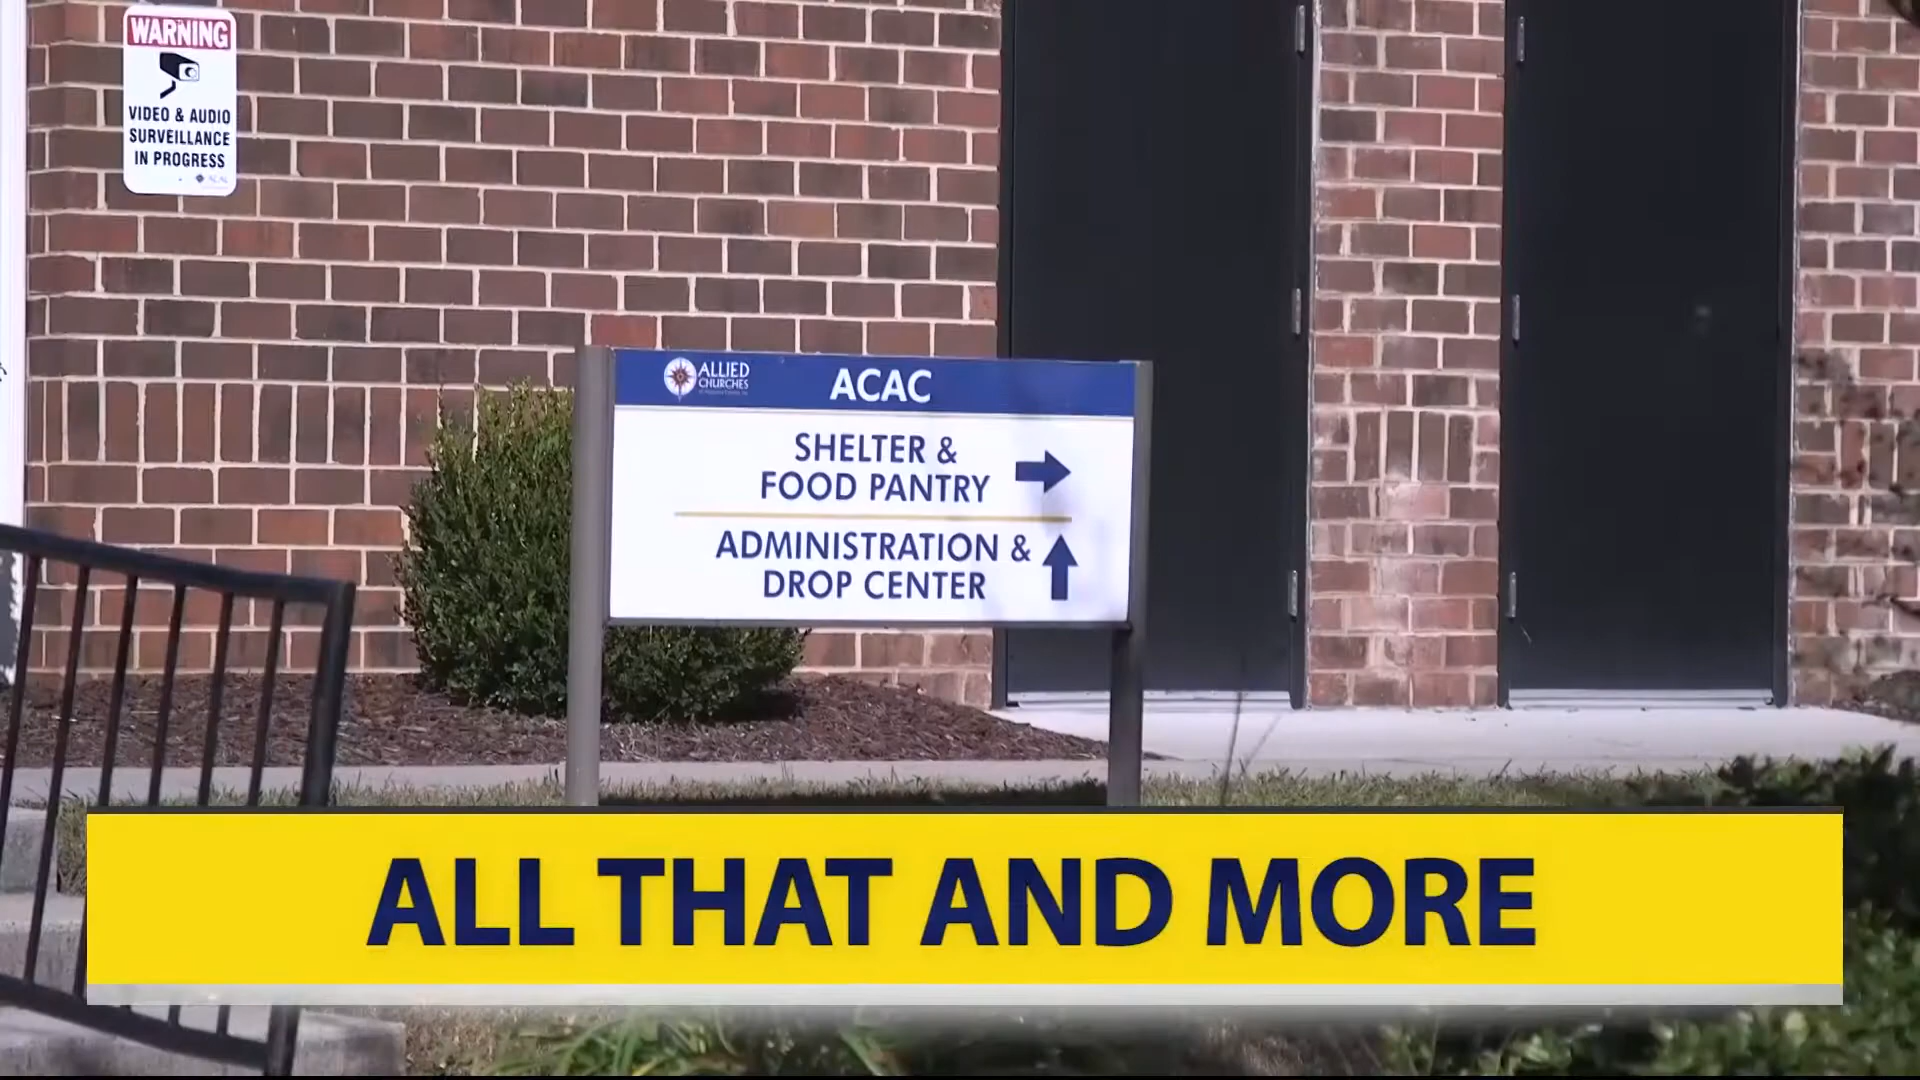 WARNING
VIDEO & AUDIO
SURVEILLANCE
IN PROGRESS
ACAC
ALLIED
CHURCHES
ACAC
SHELTER &
FOOD PANTRY
ADMINISTRATION &
DROP CENTER
ALL THAT AND MORE